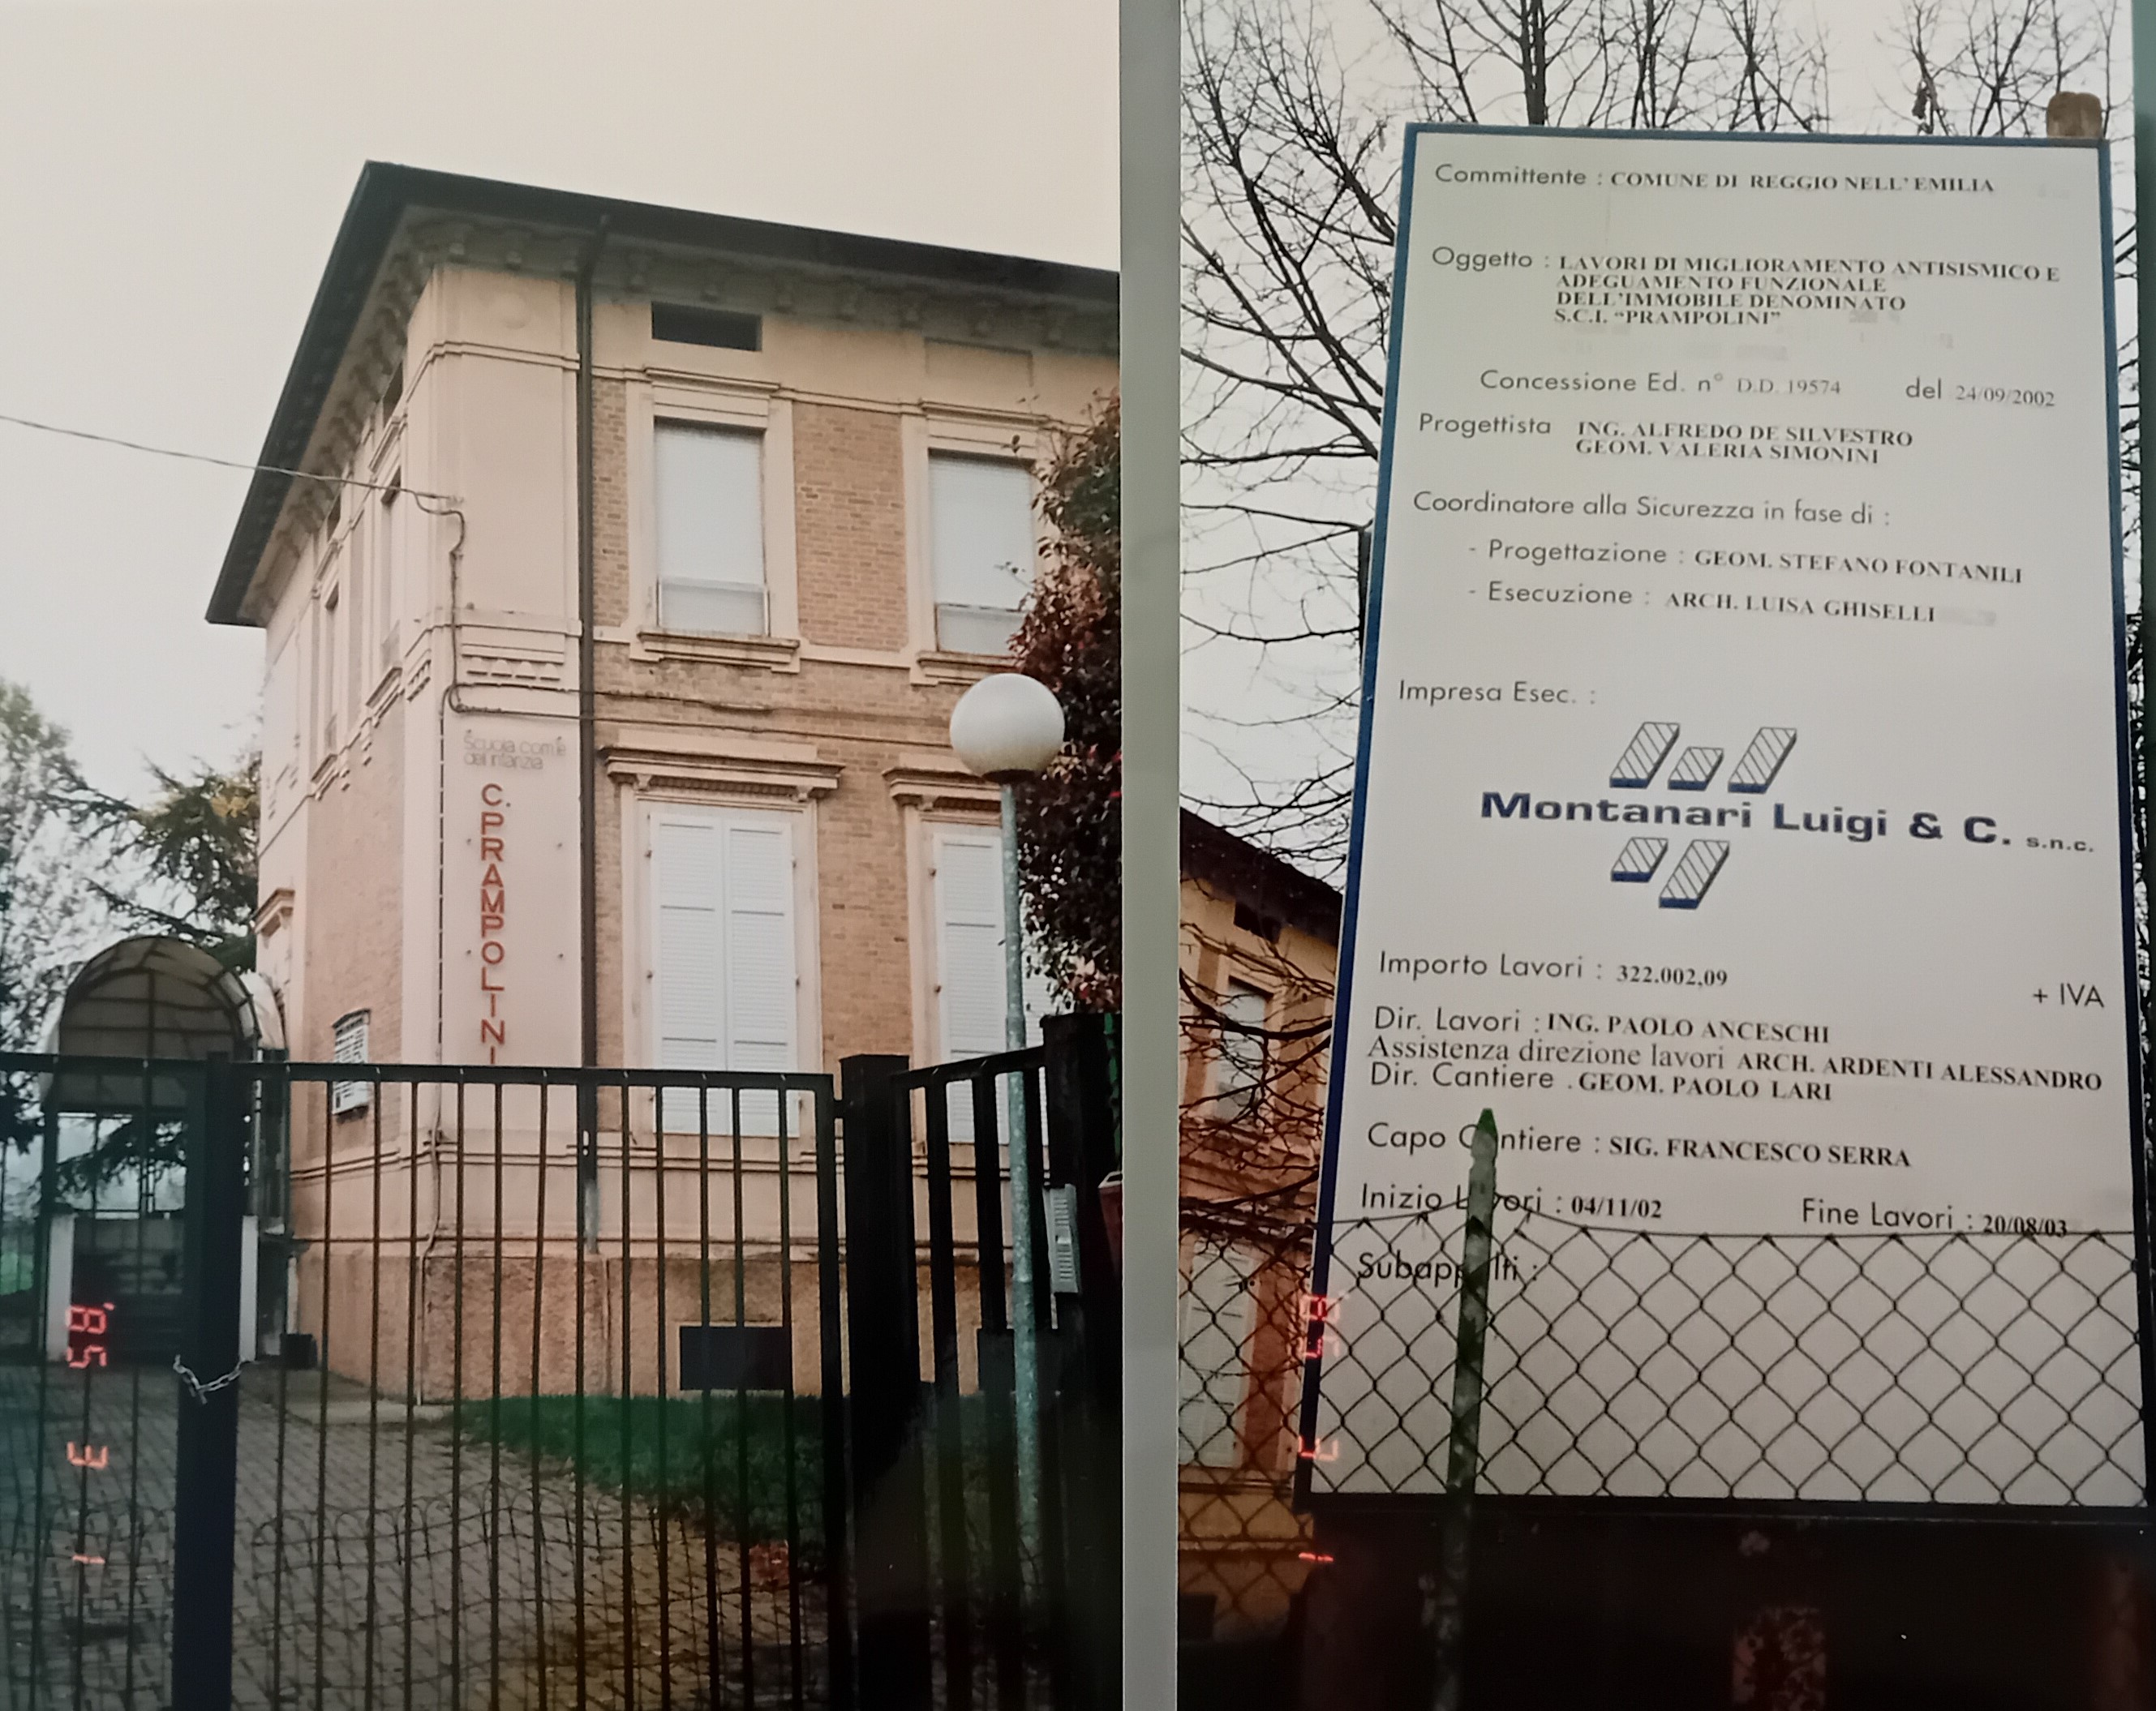 Scuola com.le
dell'infanzia
C. PRAMPOLINI
Committente : COMUNE DI REGGIO NELL' EMILIA
Oggetto : LAVORI DI MIGLIORAMENTO ANTISISMICO E
ADEGUAMENTO FUNZIONALE
DELL'IMMOBILE DENOMINATO
S.C.I. "PRAMPOLINI"
Concessione Ed. n° D.D. 19574 del 24/09/2002
Progettista ING. ALFREDO DE SILVESTRO
GEOM. VALERIA SIMONINI
Coordinatore alla Sicurezza in fase di :
- Progettazione : GEOM. STEFANO FONTANILI
- Esecuzione : ARCH. LUISA GHISELLI
Impresa Esec. :
Montanari Luigi & C. s.n.c.
Importo Lavori : 322.002,09
+ IVA
Dir. Lavori : ING. PAOLO ANCESCHI
Assistenza direzione lavori ARCH. ARDENTI ALESSANDRO
Dir. Cantiere . GEOM. PAOLO LARI
Capo Cantiere : SIG. FRANCESCO SERRA
Inizio Lavori : 04/11/02 Fine Lavori : 20/08/03
Subappalti :